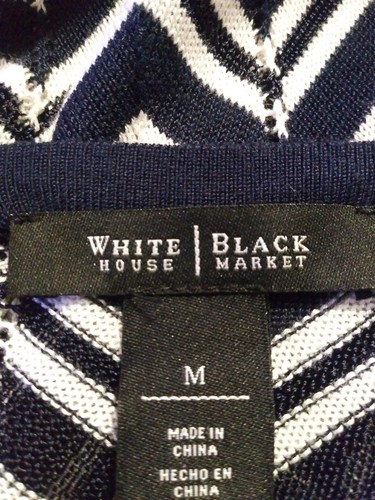 WHITE | BLACK
HOUSE | MARKET
M
MADE IN
CHINA
HECHO EN
CHINA